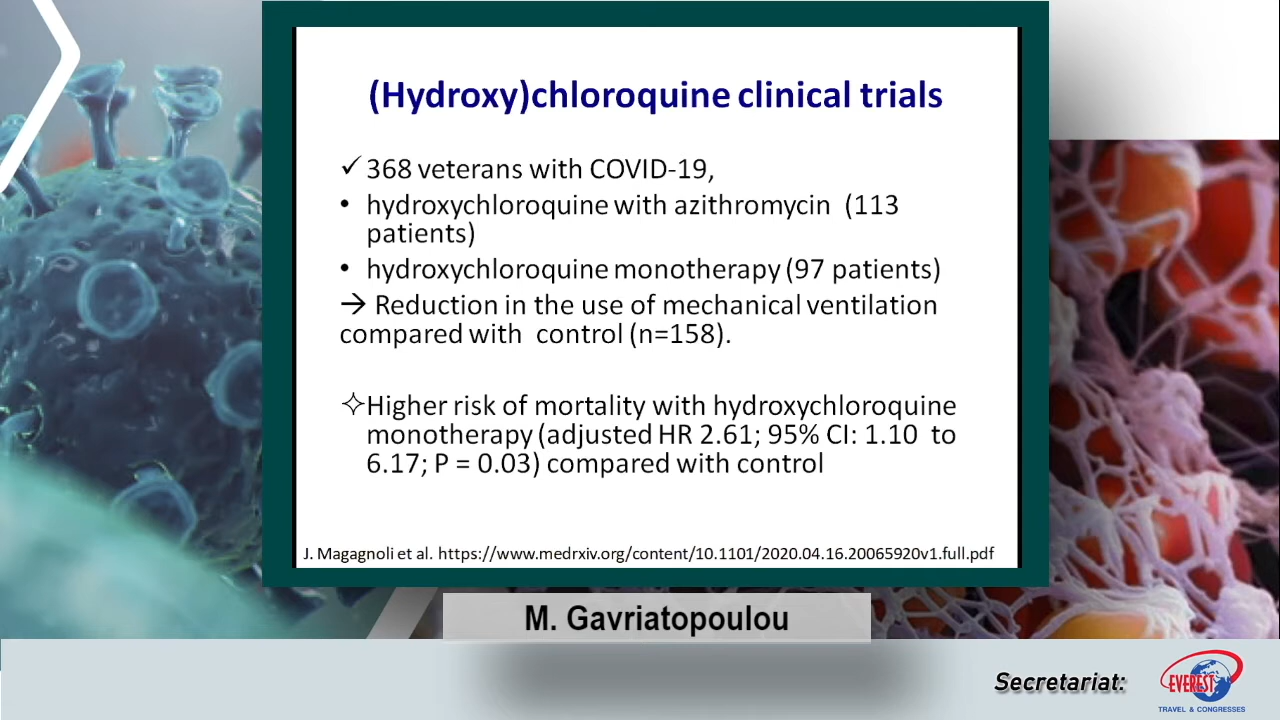 (Hydroxy)chloroquine clinical trials
✓ 368 veterans with COVID-19,
• hydroxychloroquine with azithromycin (113
patients)
• hydroxychloroquine monotherapy (97 patients)
→ Reduction in the use of mechanical ventilation
compared with control (n=158).
✧Higher risk of mortality with hydroxychloroquine
monotherapy (adjusted HR 2.61; 95% CI: 1.10 to
6.17; P = 0.03) compared with control
J. Magagnoli et al. https://www.medrxiv.org/content/10.1101/2020.04.16.20065920v1.full.pdf
M. Gavriatopoulou
Secretariat:
EVEREST
TRAVEL & CONGRESSES